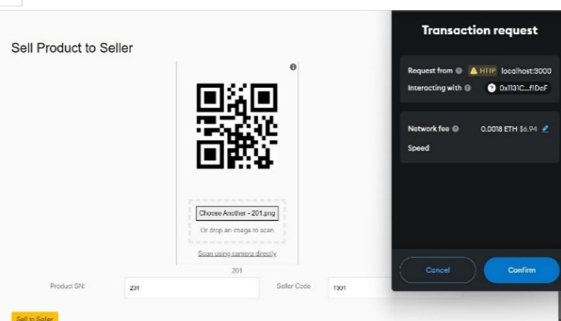 Sell Product to Seller
Choose Another - 201.png
Or drop an image to scan
Scan using camera directly
201
Product SN:
201
Seller Code
1001
Sell to Seller
Transaction request
Request from
HTTP
localhost:3000
Interacting with
0x1131C...f1DeF
Network fee
0.0018 ETH $6.94
Speed
Cancel
Confirm